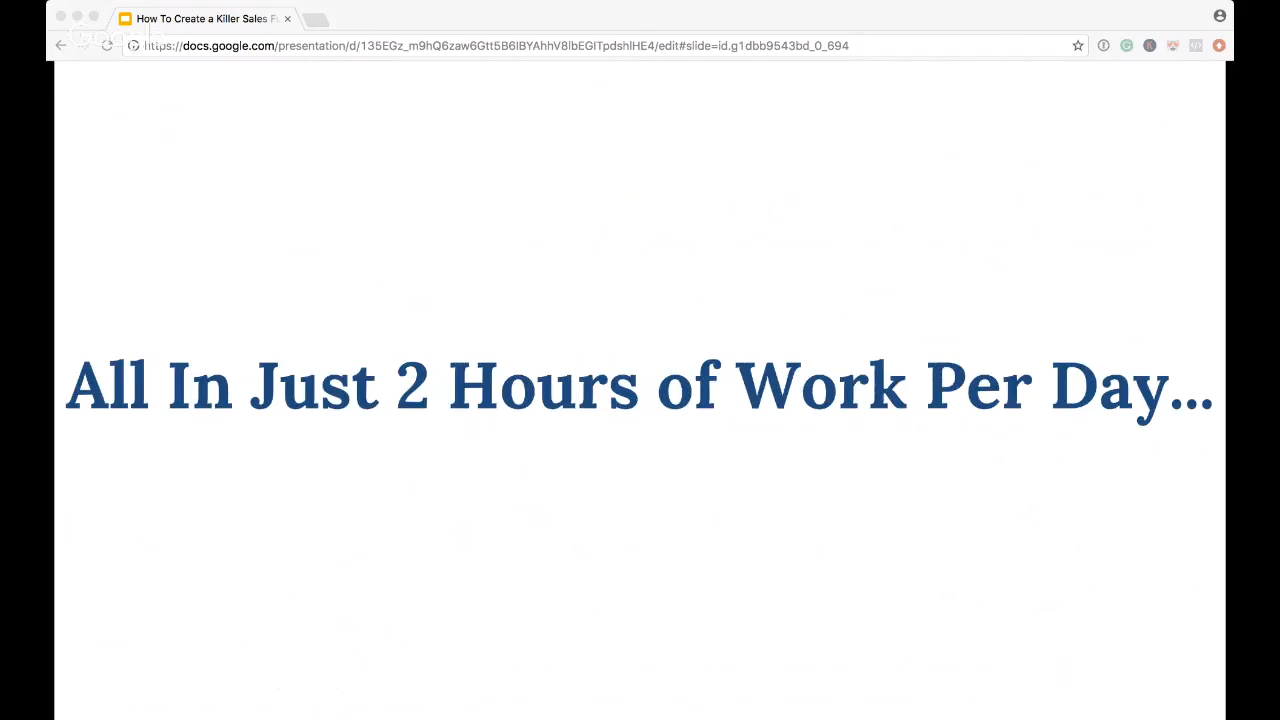 How To Create a Killer Sales F
https://docs.google.com/presentation/d/135EGz_m9hQ6zaw6Gtt5B6lBYAhhV8lbEGlTpdshlHE4/edit#slide=id.g1dbb9543bd_0_694
All In Just 2 Hours of Work Per Day...